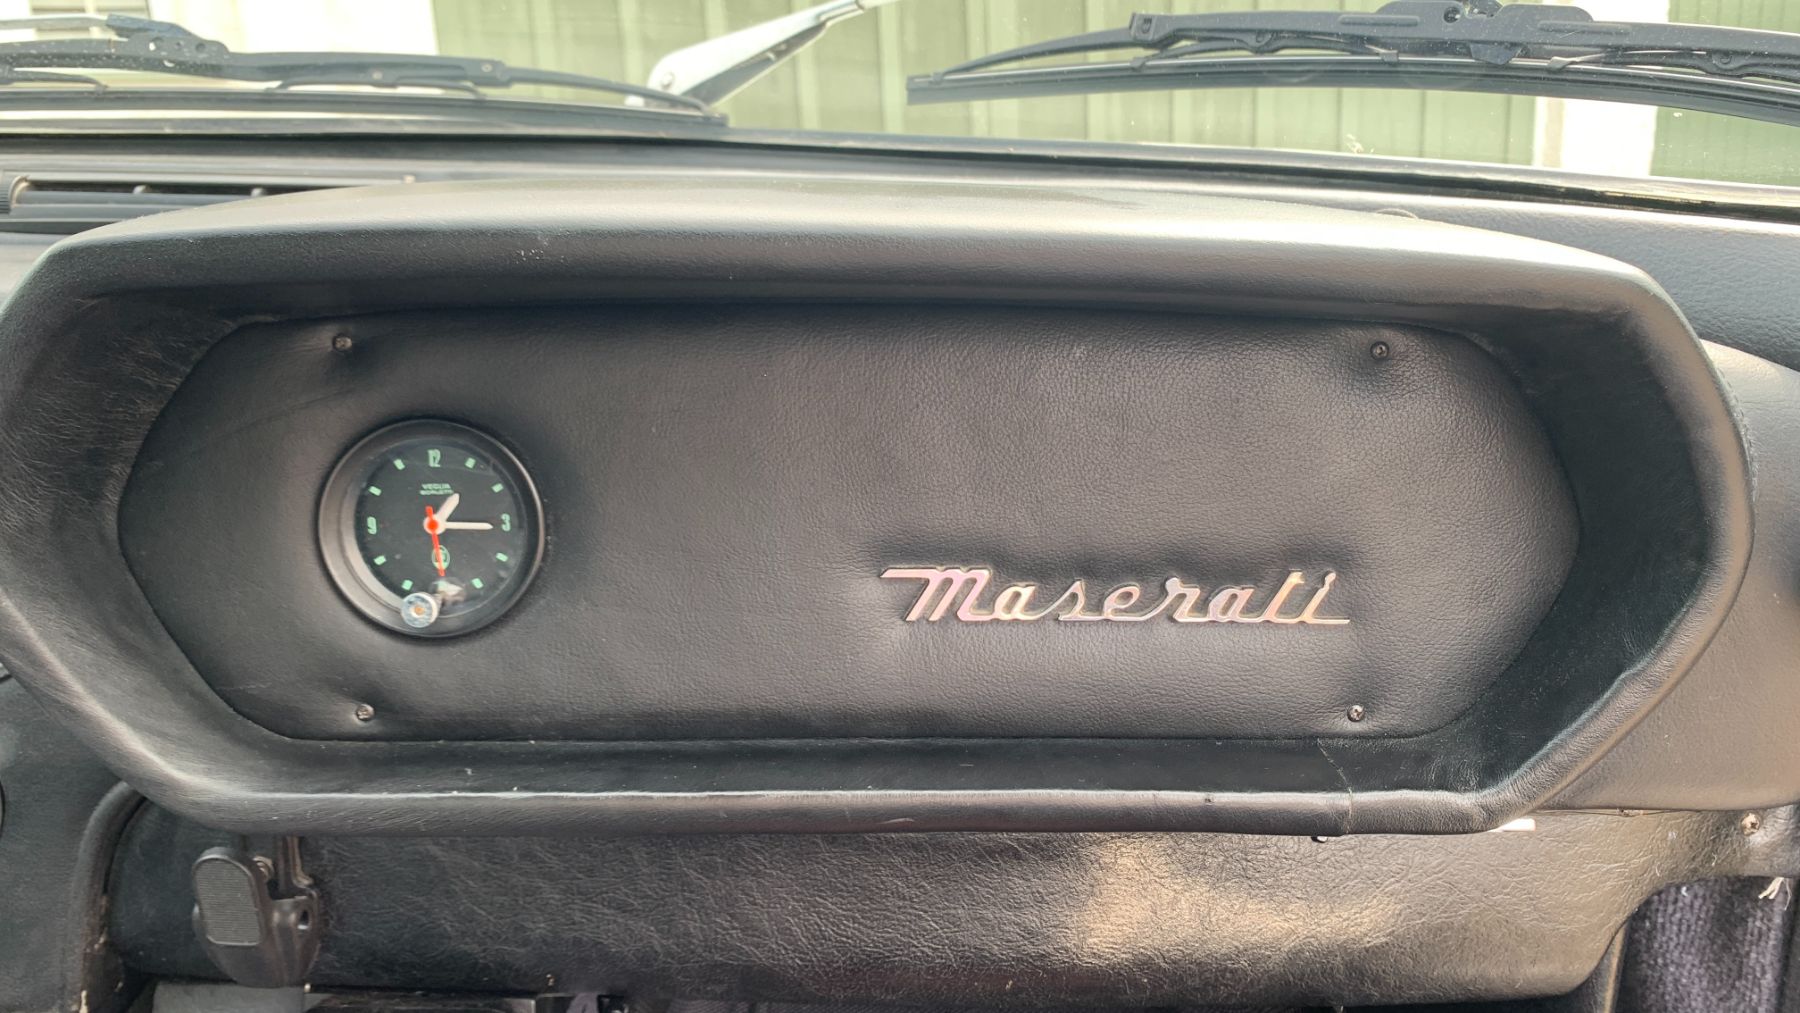 12
VEGLIA
BORLETTI
9
3
Maserati